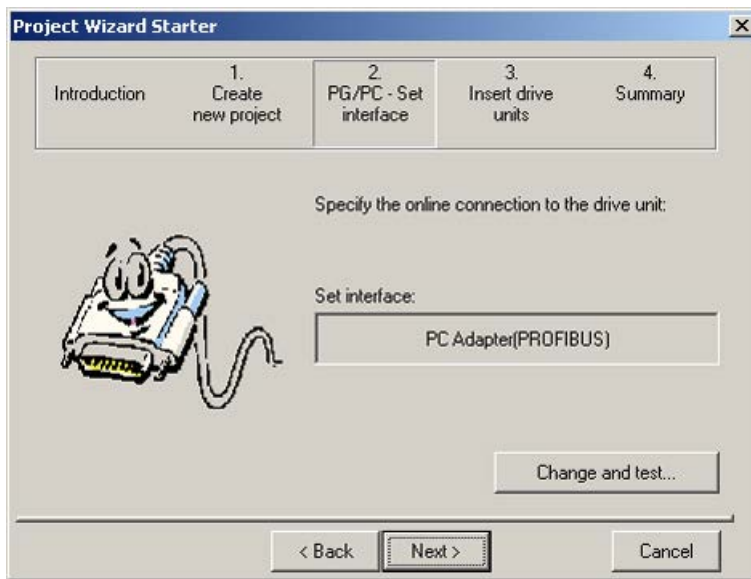 Project Wizard Starter
Introduction
1.
Create
new project
2.
PG/PC - Set
interface
3.
Insert drive
units
4.
Summary
Specify the online connection to the drive unit:
Set interface:
PC Adapter(PROFIBUS)
Change and test...
< Back
Next >
Cancel